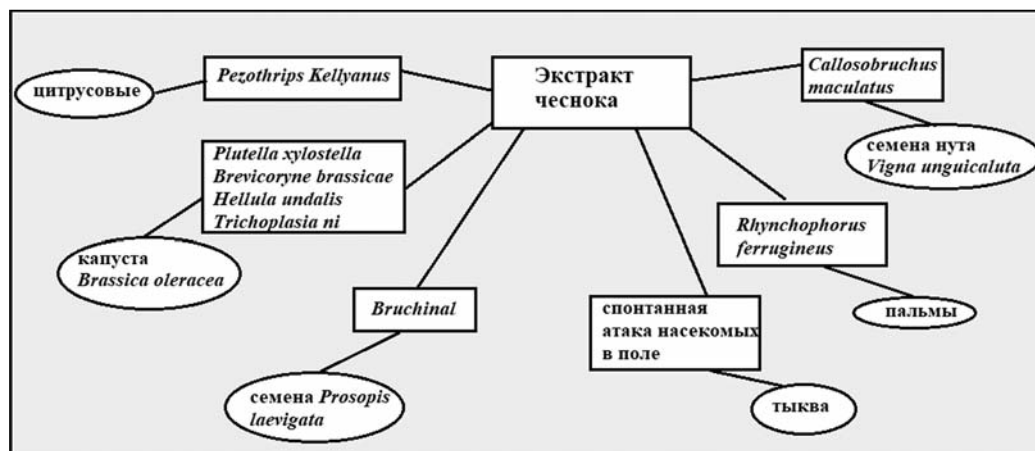 Экстракт
чеснока
Pezothrips Kellyanus
цитрусовые
Callosobruchus
maculatus
семена нута
Vigna unguicaluta
Plutella xylostella
Brevicoryne brassicae
Hellula undalis
Trichoplasia ni
капуста
Brassica oleracea
Rhynchophorus
ferrugineus
пальмы
Bruchinal
семена Prosopis
laevigata
спонтанная
атака насекомых
в поле
тыква